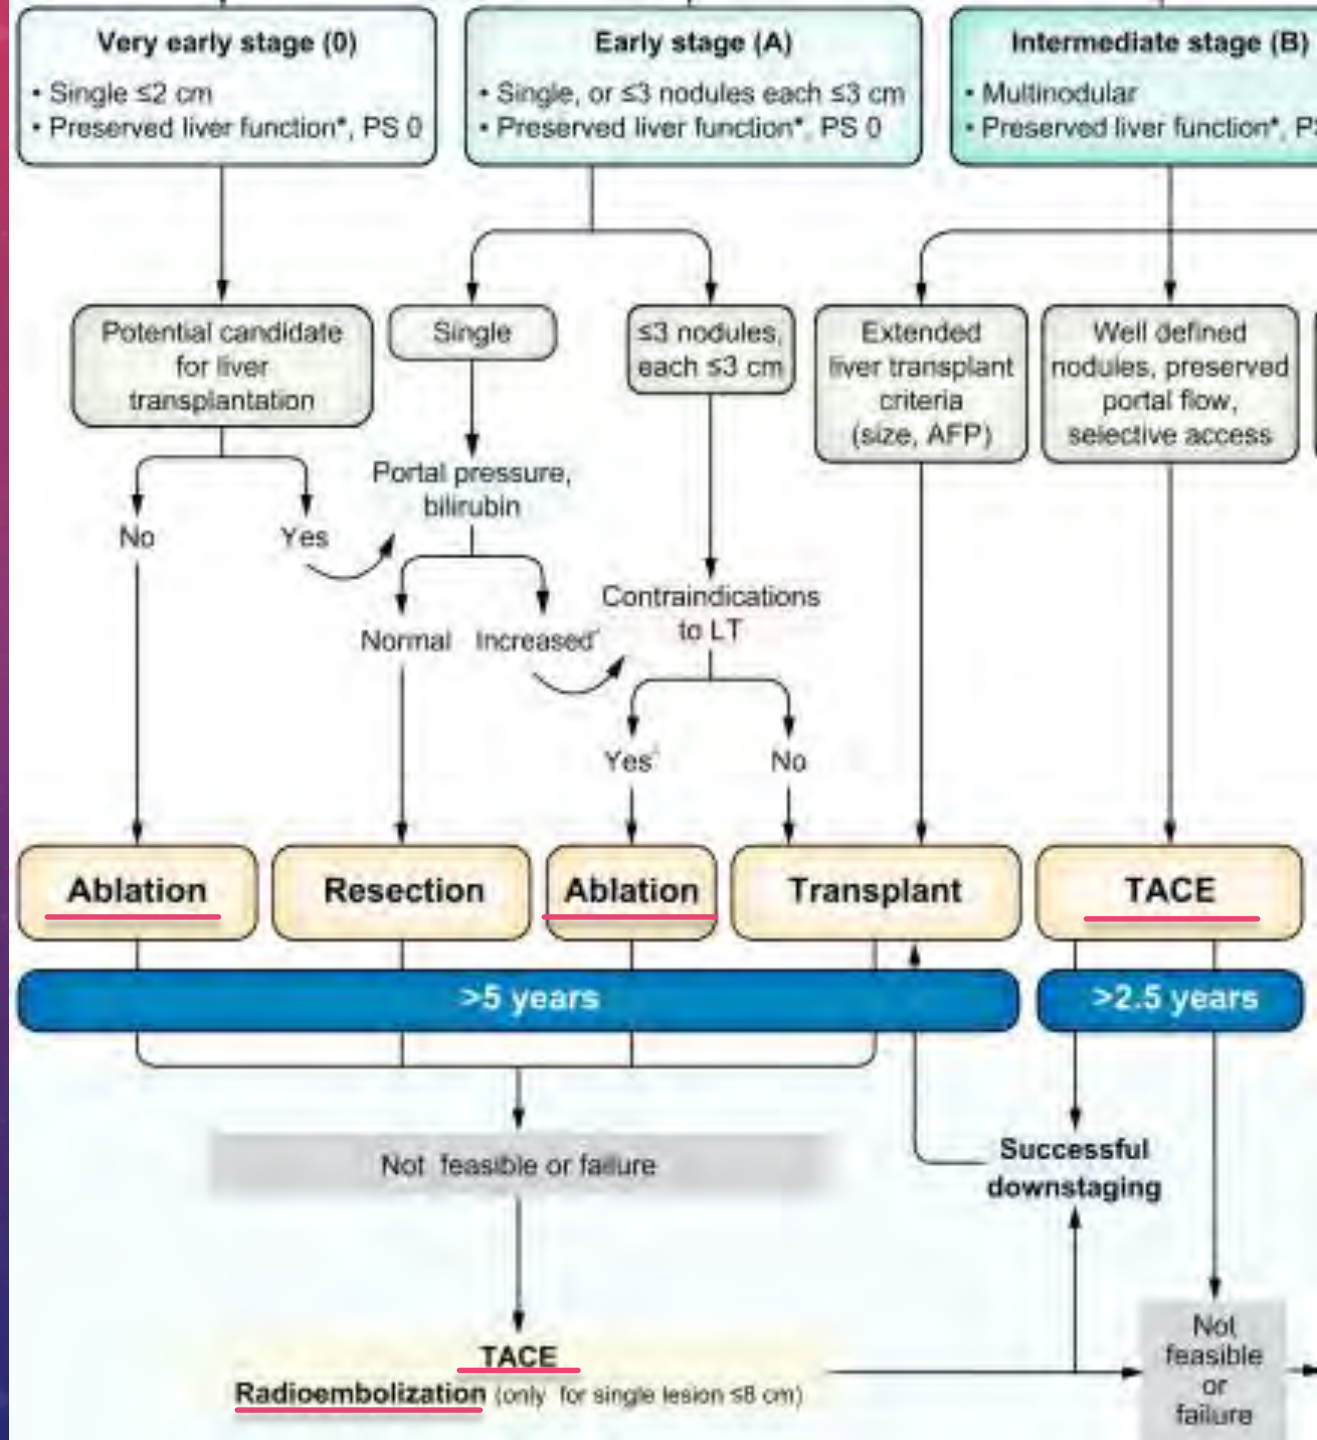 Very early stage (0)
• Single ≤2 cm
• Preserved liver function*, PS 0
Early stage (A)
• Single, or ≤3 nodules each ≤3 cm
• Preserved liver function*, PS 0
Intermediate stage (B)
• Multinodular
• Preserved liver function*,
Potential candidate
for liver
transplantation
Single
≤3 nodules,
each ≤3 cm
Extended
liver transplant
criteria
(size, AFP)
Well defined
nodules, preserved
portal flow,
selective access
Portal pressure,
bilirubin
No
Yes
Contraindications
to LT
Normal
Increased
Yes
No
Ablation
Resection
Ablation
Transplant
TACE
>5 years
>2.5 years
Not feasible or failure
Successful
downstaging
TACE
Radioembolization (only for single lesion ≤8 cm)
Not
feasible
or
failure